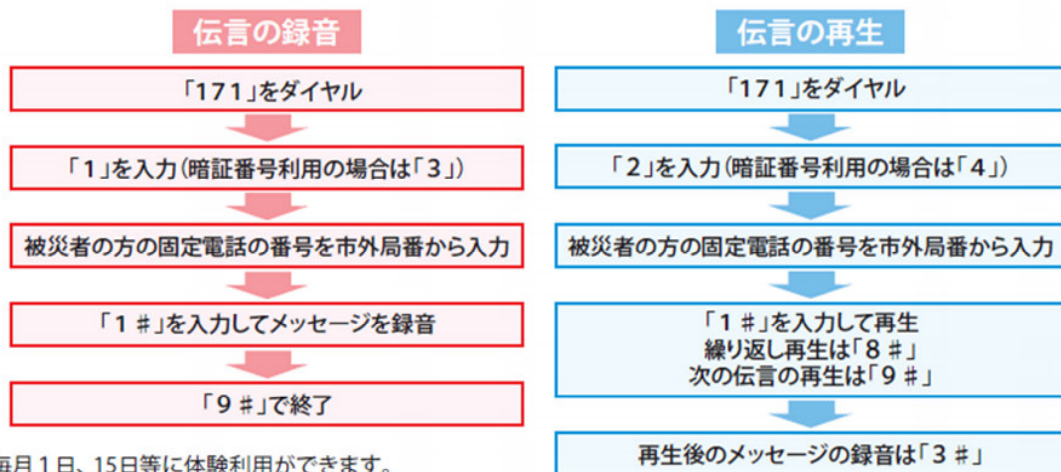 伝言の録音
「171」をダイヤル
「1」を入力(暗証番号利用の場合は「3」)
被災者の方の固定電話の番号を市外局番から入力
「1＃」を入力してメッセージを録音
「9＃」で終了
毎月1日、15日等に体験利用ができます。
伝言の再生
「171」をダイヤル
「2」を入力(暗証番号利用の場合は「4」)
被災者の方の固定電話の番号を市外局番から入力
「1＃」を入力して再生
繰り返し再生は「8＃」
次の伝言の再生は「9＃」
再生後のメッセージの録音は「3＃」